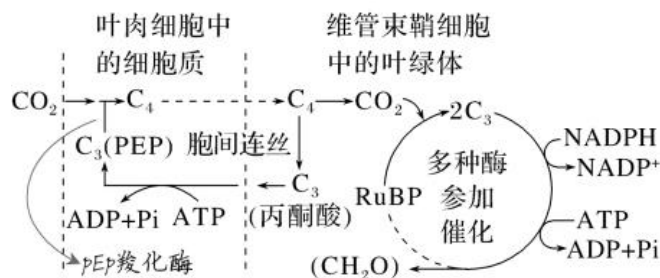 叶肉细胞中
的细胞质
维管束鞘细胞
中的叶绿体
CO₂
C₄
C₄
CO₂
2C₃
C₃(PEP)
胞间连丝
NADPH
NADP⁺
多种酶
参加
催化
C₃
(丙酮酸)
RuBP
ADP+Pi
ATP
ATP
ADP+Pi
pEp羧化酶
(CH₂O)